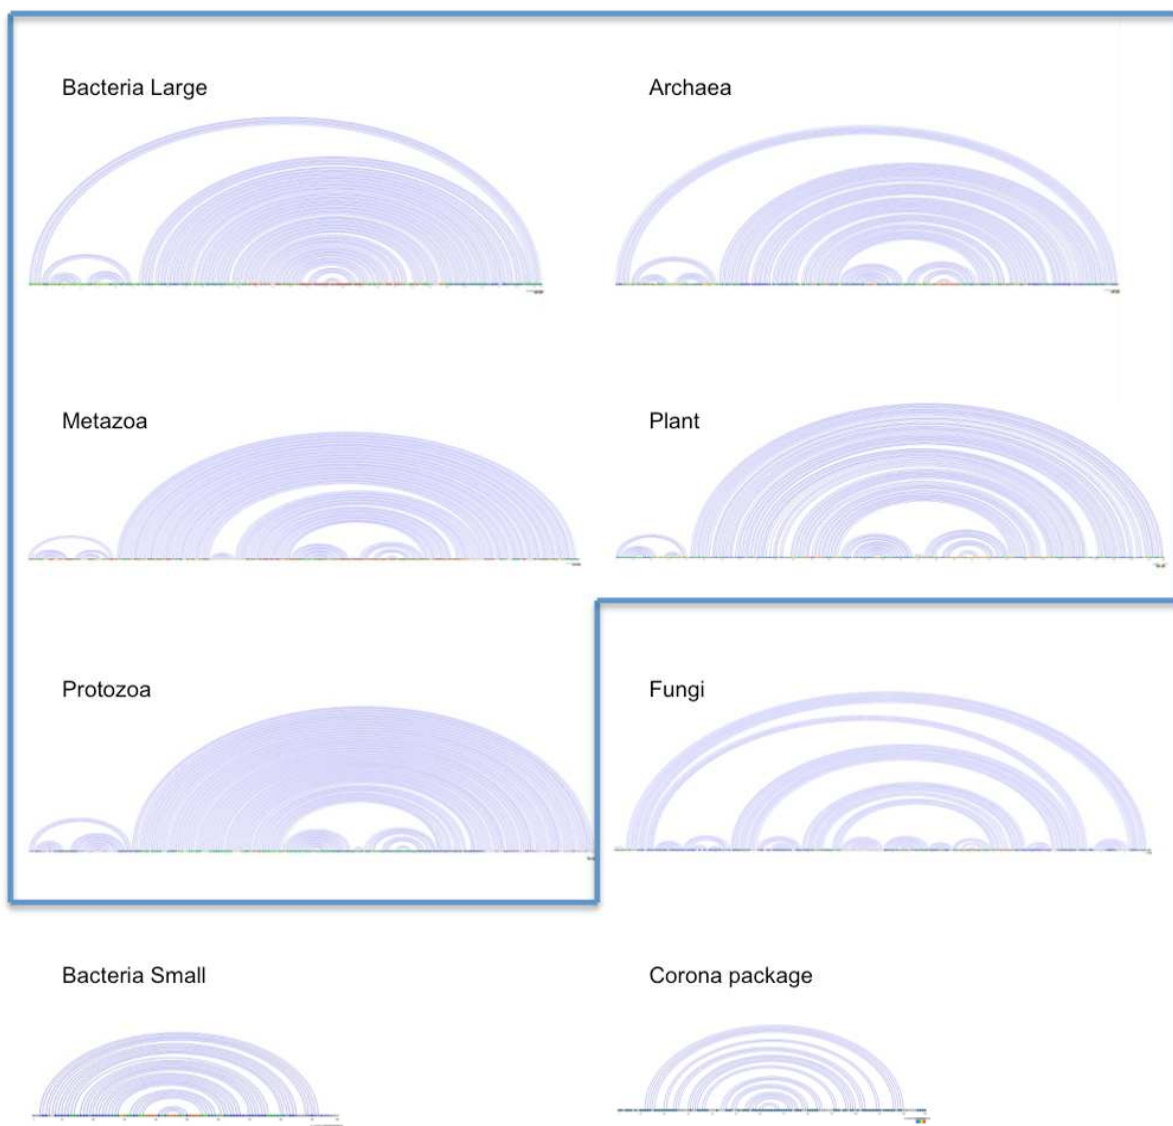 Bacteria Large
Archaea
Metazoa
Plant
Protozoa
Fungi
Bacteria Small
Corona package